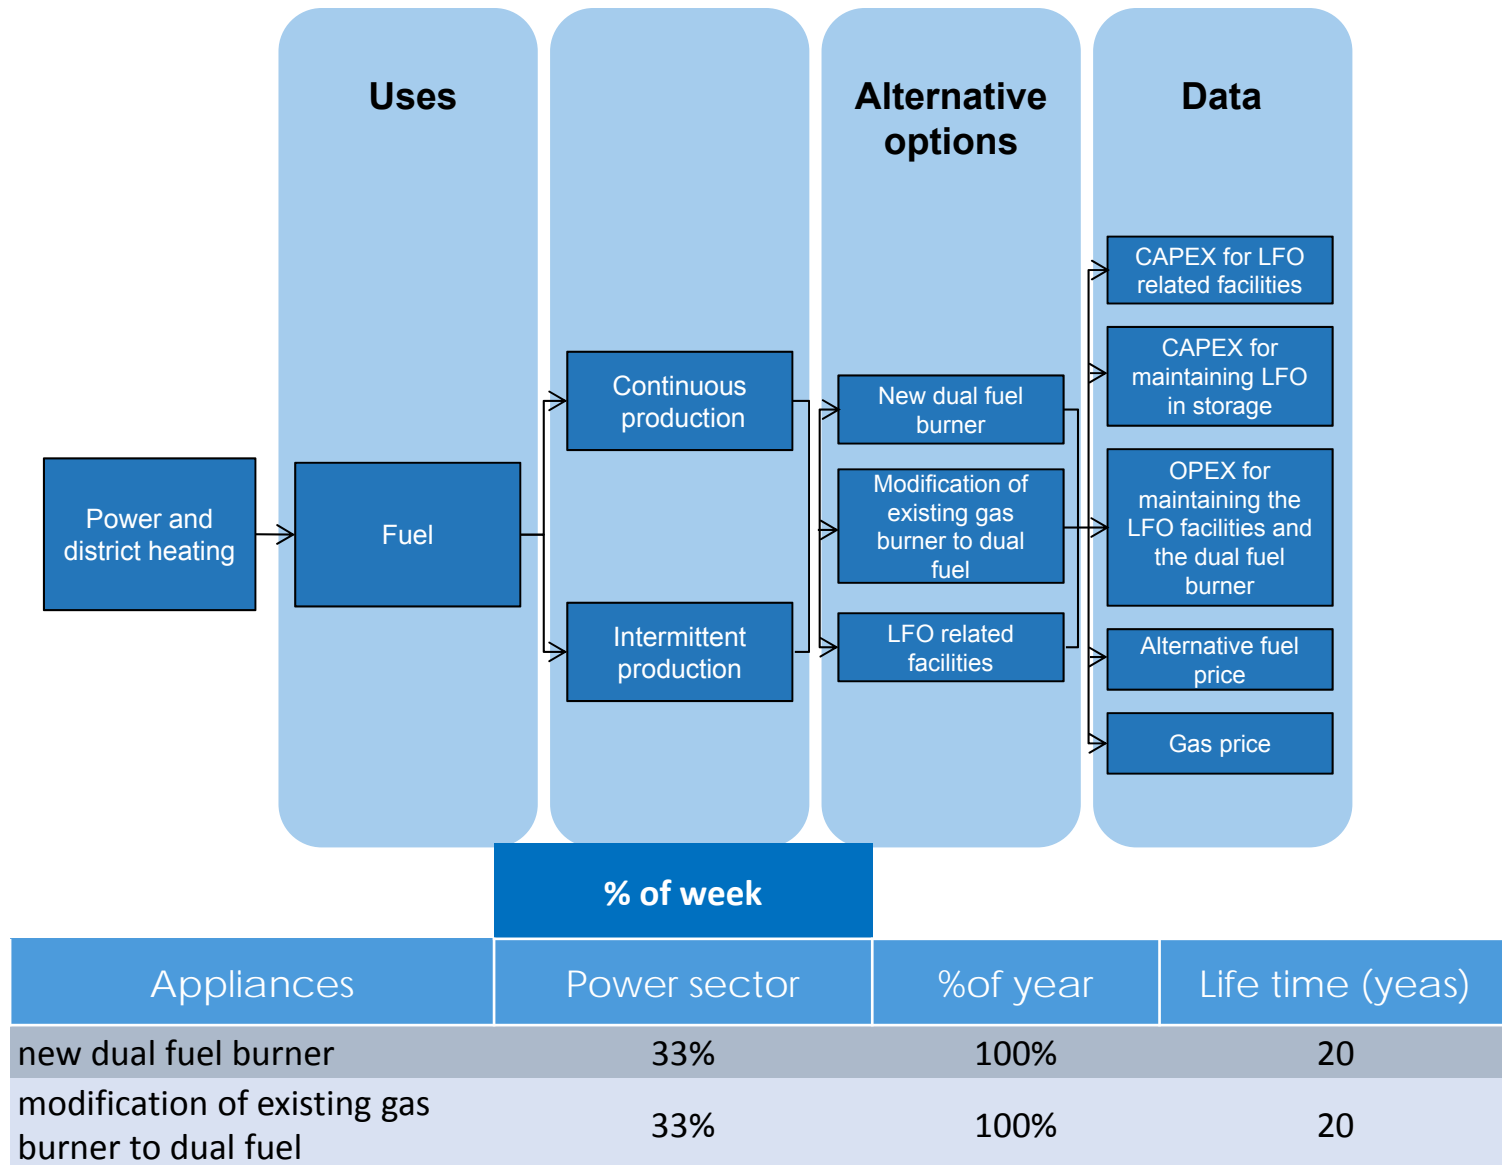 Uses
Alternative
options
Data
Power and
district heating
Fuel
Continuous
production
Intermittent
production
New dual fuel
burner
Modification of
existing gas
burner to dual
fuel
LFO related
facilities
CAPEX for LFO
related facilities
CAPEX for
maintaining LFO
in storage
OPEX for
maintaining the
LFO facilities and
the dual fuel
burner
Alternative fuel
price
Gas price
% of week
Appliances Power sector %of year Life time (yeas)
new dual fuel burner 33% 100% 20
modification of existing gas
burner to dual fuel 33% 100% 20